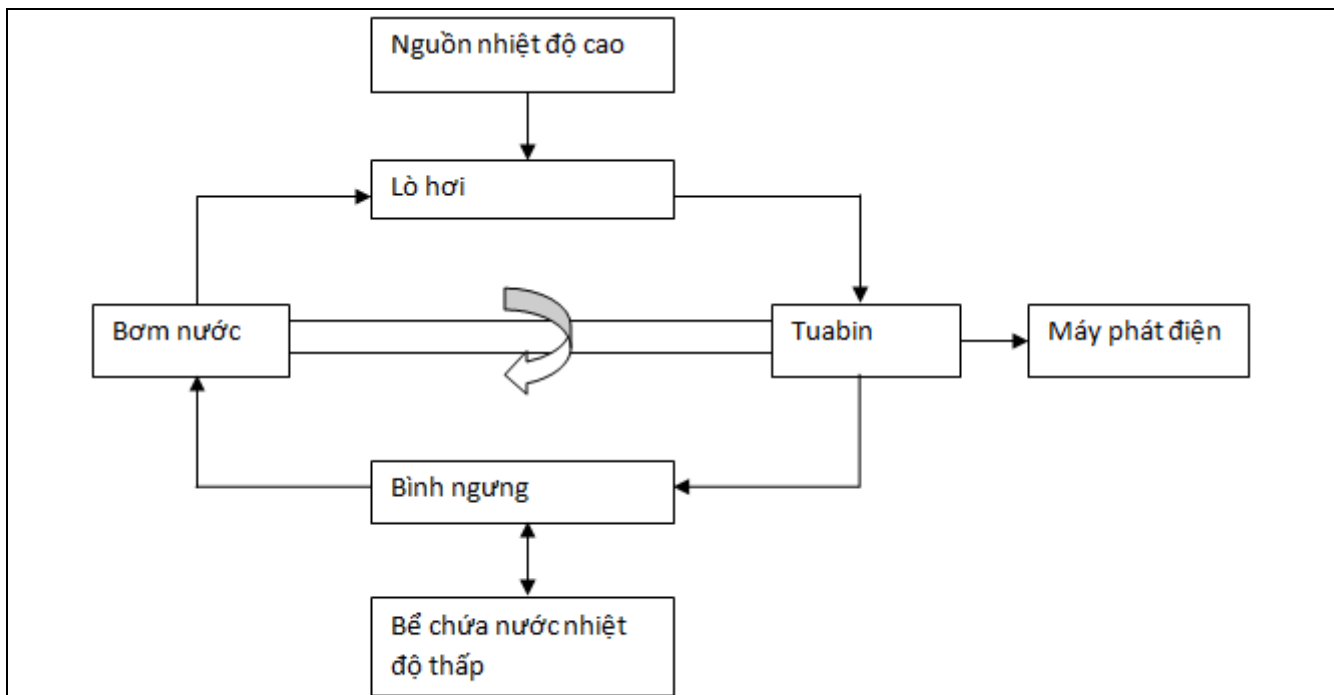 Nguồn nhiệt độ cao
Lò hơi
Bơm nước
Tuabin
Máy phát điện
Bình ngưng
Bể chứa nước nhiệt
độ thấp